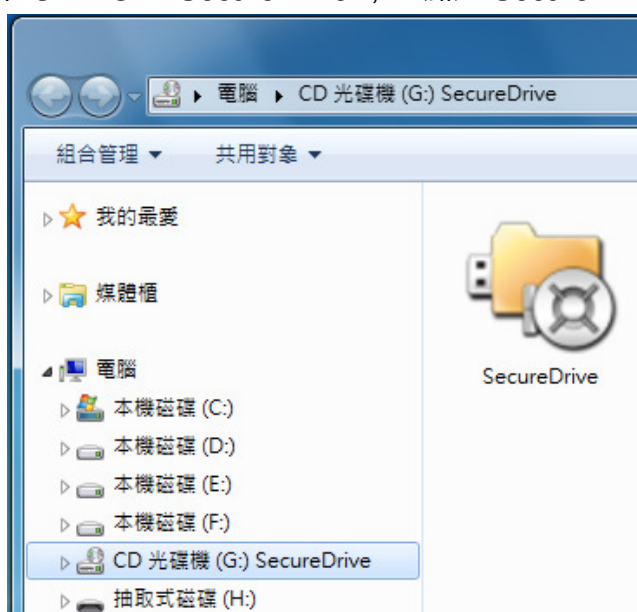 電腦 ▸ CD 光碟機 (G:) SecureDrive
組合管理 ▼ 共用對象 ▼
我的最愛
媒體櫃
電腦
本機磁碟 (C:)
本機磁碟 (D:)
本機磁碟 (E:)
本機磁碟 (F:)
CD 光碟機 (G:) SecureDrive
抽取式磁碟 (H:)
SecureDrive